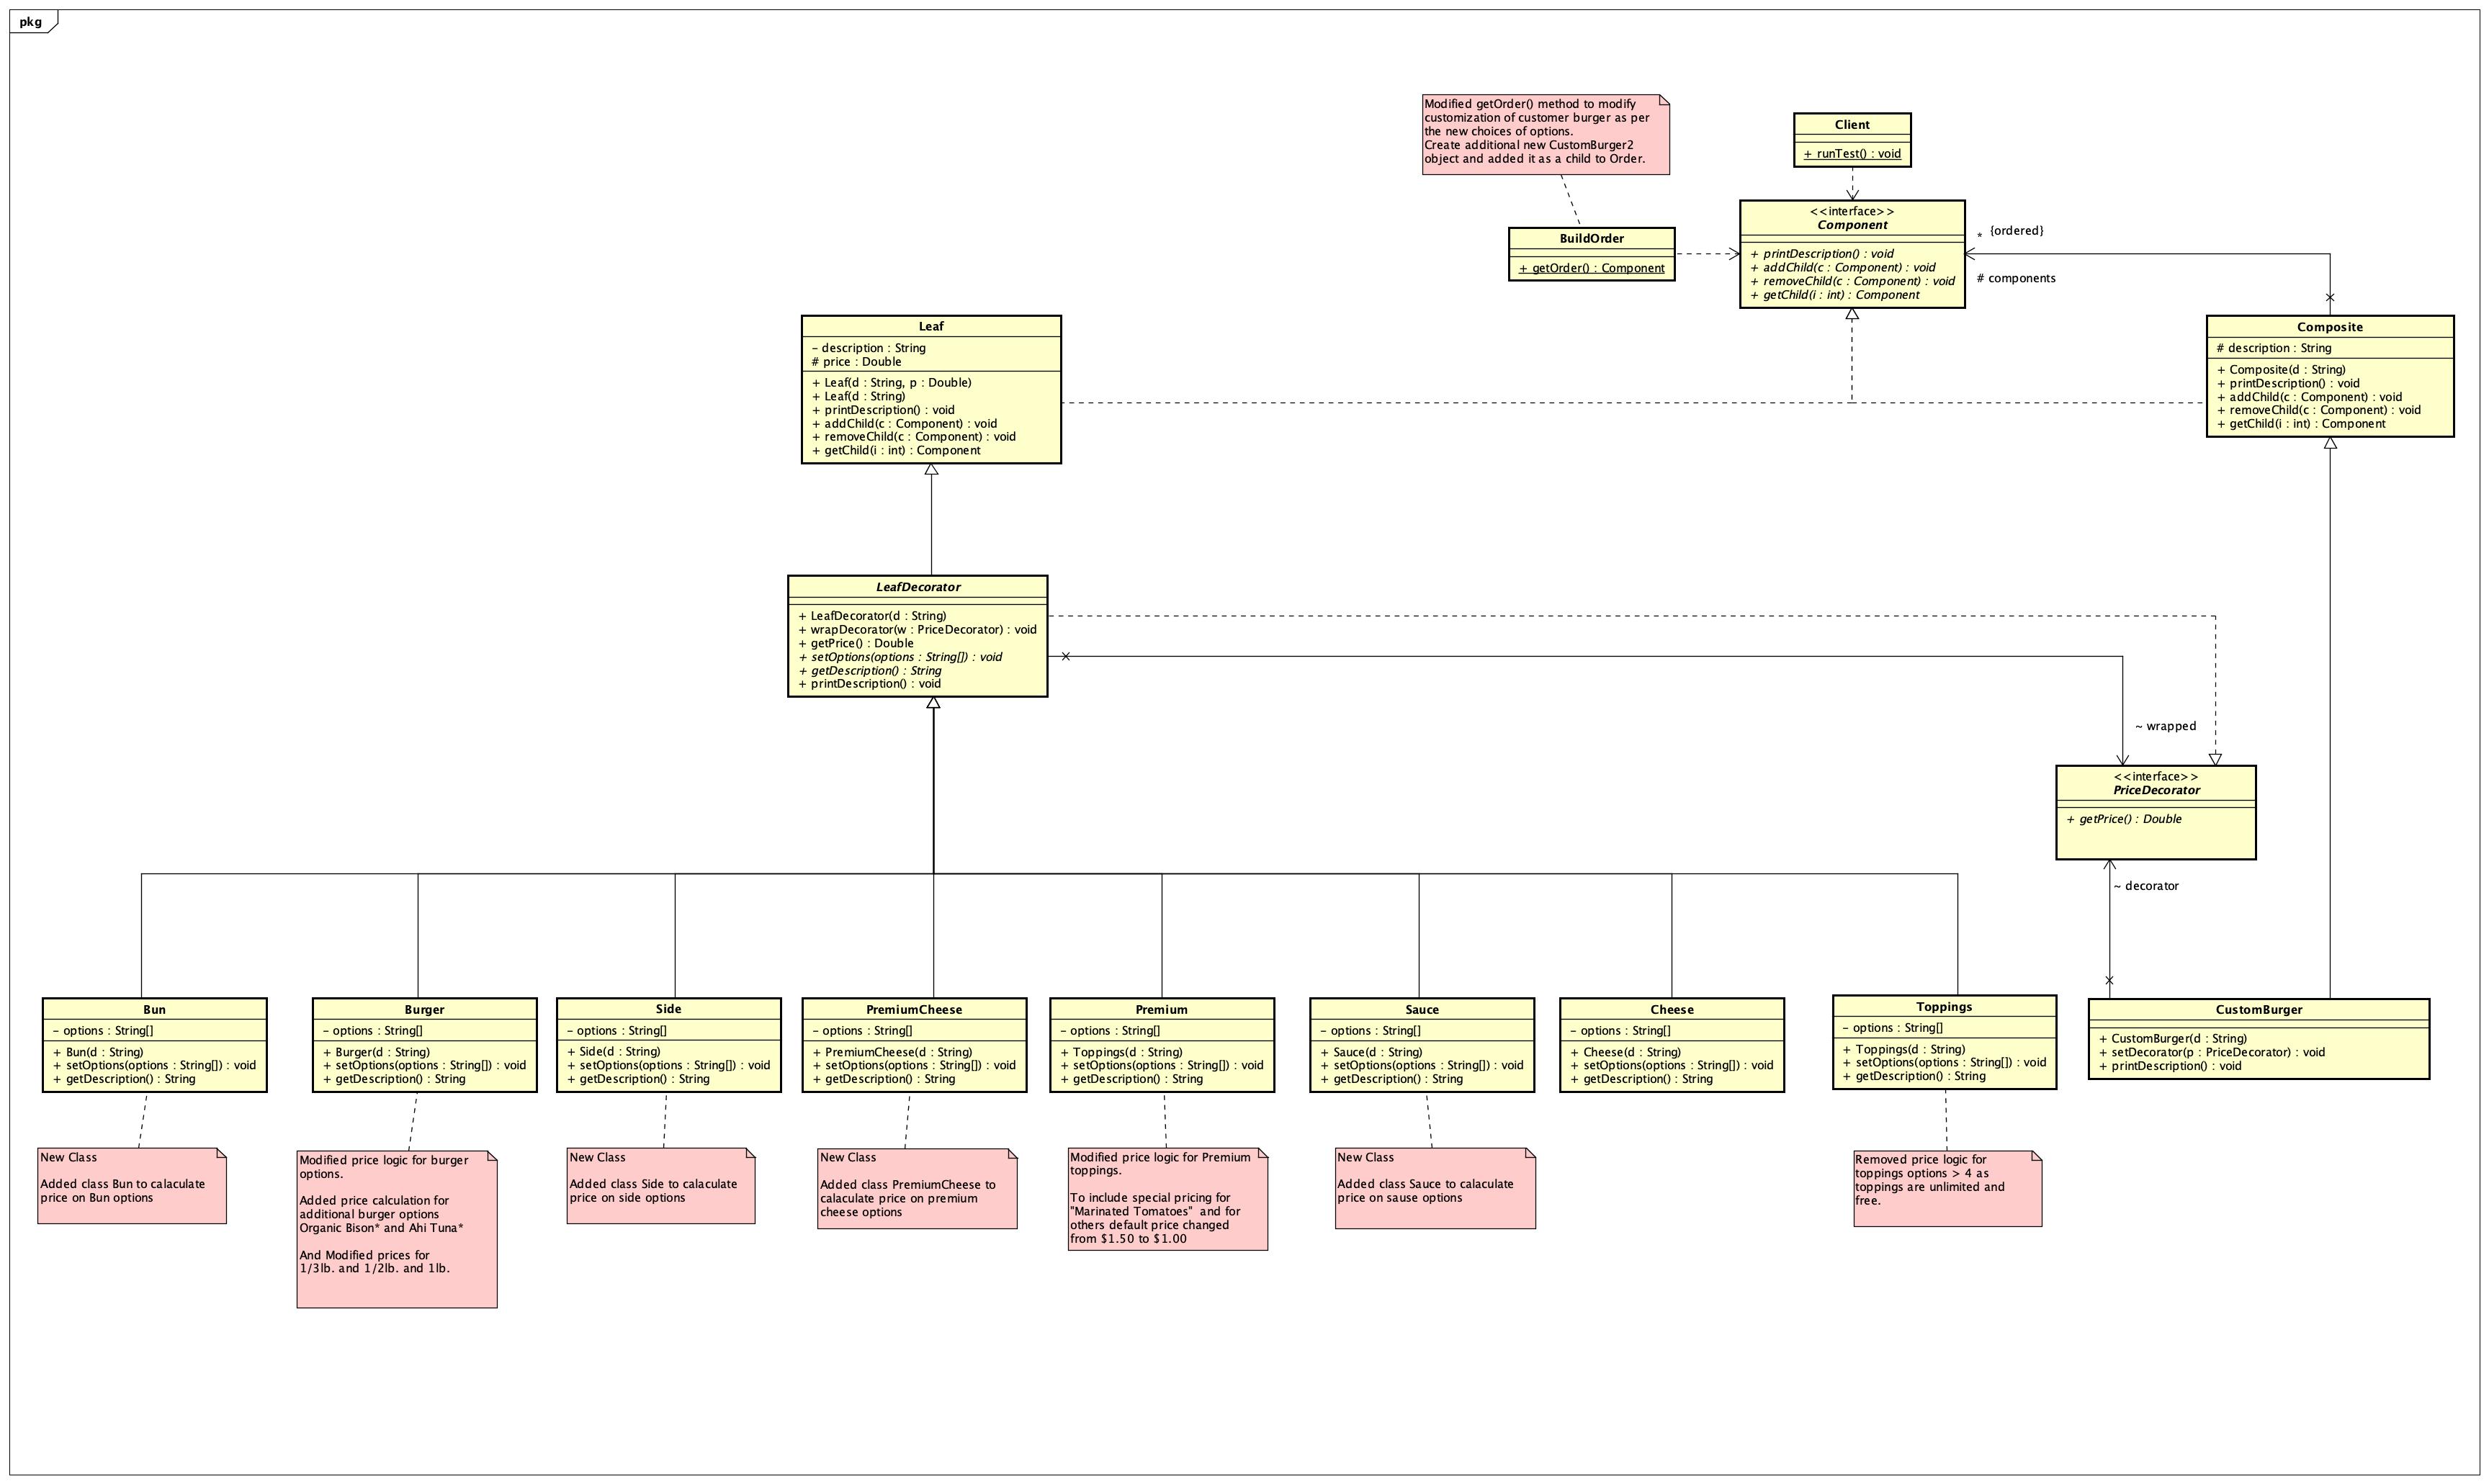 pkg
Modified getOrder() method to modify
customization of customer burger as per
the new choices of options.
Create additional new CustomBurger2
object and added it as a child to Order.
Client
+ runTest() : void
BuildOrder
+ getOrder() : Component
<<interface>>
Component
+ printDescription() : void
+ addChild(c : Component) : void
+ removeChild(c : Component) : void
+ getChild(i : int) : Component
* {ordered}
# components
Leaf
– description : String
# price : Double
+ Leaf(d : String, p : Double)
+ Leaf(d : String)
+ printDescription() : void
+ addChild(c : Component) : void
+ removeChild(c : Component) : void
+ getChild(i : int) : Component
Composite
# description : String
+ Composite(d : String)
+ printDescription() : void
+ addChild(c : Component) : void
+ removeChild(c : Component) : void
+ getChild(i : int) : Component
LeafDecorator
+ LeafDecorator(d : String)
+ wrapDecorator(w : PriceDecorator) : void
+ getPrice() : Double
+ setOptions(options : String[]) : void
+ getDescription() : String
+ printDescription() : void
~ wrapped
<<interface>>
PriceDecorator
+ getPrice() : Double
~ decorator
Bun
– options : String[]
+ Bun(d : String)
+ setOptions(options : String[]) : void
+ getDescription() : String
Burger
– options : String[]
+ Burger(d : String)
+ setOptions(options : String[]) : void
+ getDescription() : String
Side
– options : String[]
+ Side(d : String)
+ setOptions(options : String[]) : void
+ getDescription() : String
PremiumCheese
– options : String[]
+ PremiumCheese(d : String)
+ setOptions(options : String[]) : void
+ getDescription() : String
Premium
– options : String[]
+ Toppings(d : String)
+ setOptions(options : String[]) : void
+ getDescription() : String
Sauce
– options : String[]
+ Sauce(d : String)
+ setOptions(options : String[]) : void
+ getDescription() : String
Cheese
– options : String[]
+ Cheese(d : String)
+ setOptions(options : String[]) : void
+ getDescription() : String
Toppings
– options : String[]
+ Toppings(d : String)
+ setOptions(options : String[]) : void
+ getDescription() : String
CustomBurger
+ CustomBurger(d : String)
+ setDecorator(p : PriceDecorator) : void
+ printDescription() : void
New Class
Added class Bun to calaculate
price on Bun options
Modified price logic for burger
options.
Added price calculation for
additional burger options
Organic Bison* and Ahi Tuna*
And Modified prices for
1/3lb. and 1/2lb. and 1lb.
New Class
Added class Side to calaculate
price on side options
New Class
Added class PremiumCheese to
calaculate price on premium
cheese options
Modified price logic for Premium
toppings.
To include special pricing for
"Marinated Tomatoes" and for
others default price changed
from $1.50 to $1.00
New Class
Added class Sauce to calaculate
price on sause options
Removed price logic for
toppings options > 4 as
toppings are unlimited and
free.